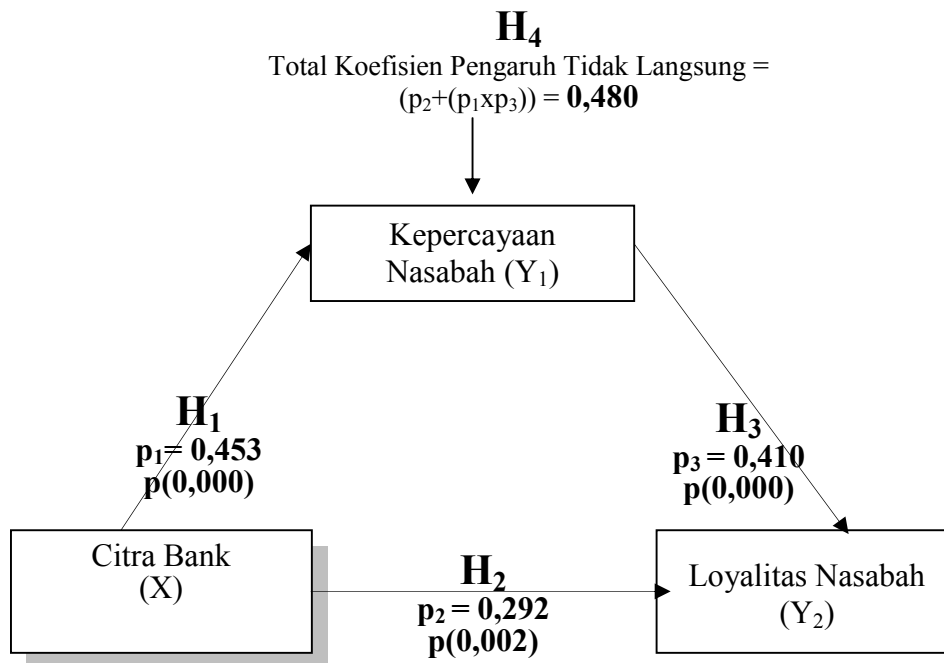 H₄
Total Koefisien Pengaruh Tidak Langsung =
(p₂+(p₁xp₃)) = 0,480
Kepercayaan
Nasabah (Y₁)
H₁
p₁= 0,453
p(0,000)
H₃
p₃ = 0,410
p(0,000)
Citra Bank
(X)
H₂
p₂ = 0,292
p(0,002)
Loyalitas Nasabah
(Y₂)